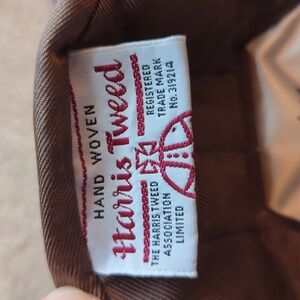 HAND WOVEN
Harris Tweed
REGISTERED
TRADE MARK
No. 319214
THE HARRIS TWEED
ASSOCIATION
LIMITED